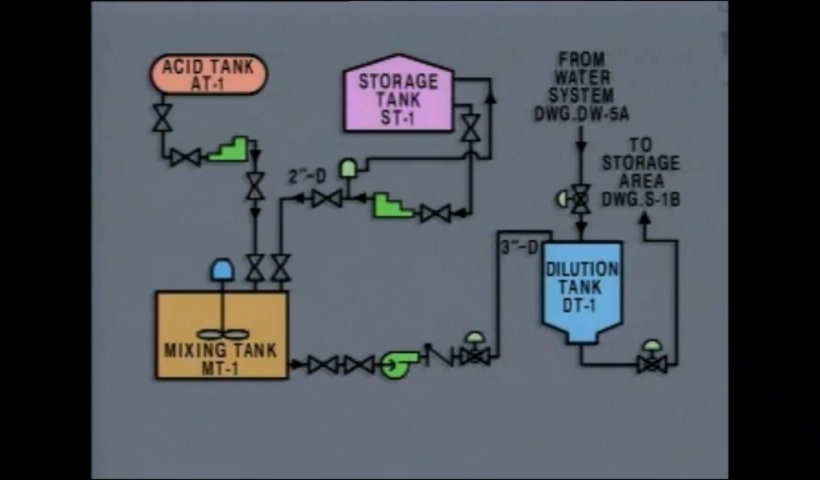 ACID TANK
AT-1
STORAGE
TANK
ST-1
FROM
WATER
SYSTEM
DWG.DW-5A
TO
STORAGE
AREA
DWG.S-1B
2"-D
3"-D
DILUTION
TANK
DT-1
MIXING TANK
MT-1